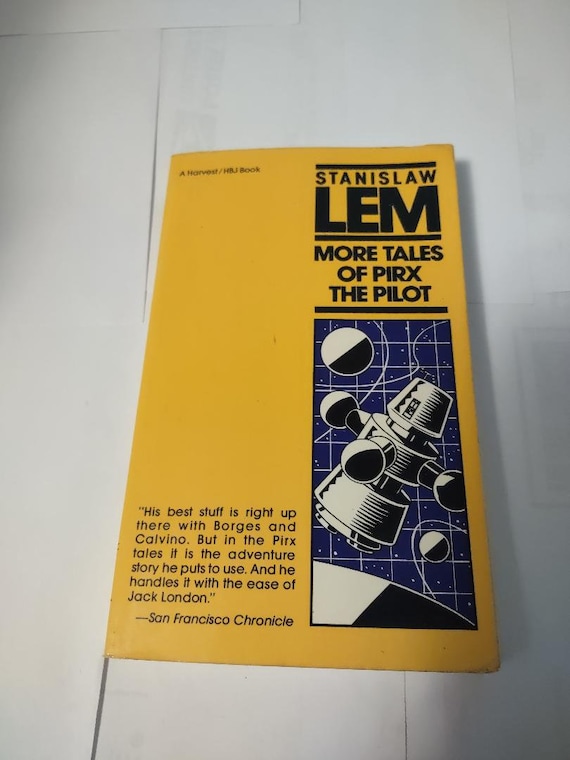 A Harvest/HBJ Book
STANISLAW
LEM
MORE TALES
OF PIRX
THE PILOT
"His best stuff is right up
there with Borges and
Calvino. But in the Pirx
tales it is the adventure
story he puts to use. And he
handles it with the ease of
Jack London."
—San Francisco Chronicle